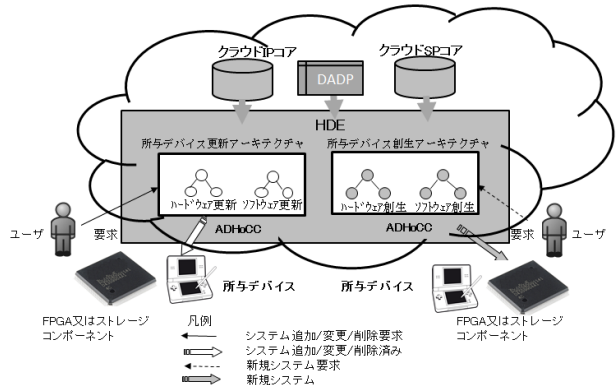 クラウドIPコア
DADP
クラウドSPコア
HDE
所与デバイス更新アーキテクチャ
所与デバイス創生アーキテクチャ
ハードウェア更新
ソフトウェア更新
ハードウェア創生
ソフトウェア創生
ADHoCC
ADHoCC
ユーザ
要求
要求
ユーザ
所与デバイス
所与デバイス
FPGA又はストレージ
コンポーネント
FPGA又はストレージ
コンポーネント
凡例
システム追加/変更/削除要求
システム追加/変更/削除済み
新規システム要求
新規システム